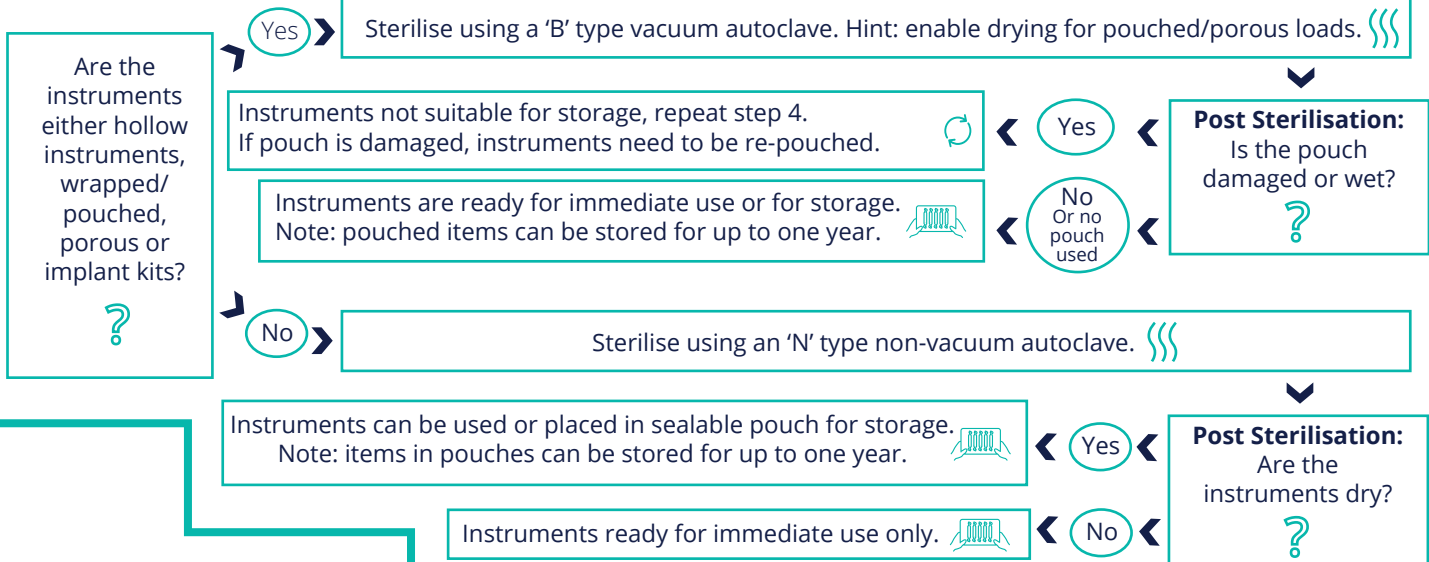 Are the
instruments
either hollow
instruments,
wrapped/
pouched,
porous or
implant kits?
Yes
Sterilise using a 'B' type vacuum autoclave. Hint: enable drying for pouched/porous loads.
Post Sterilisation:
Is the pouch
damaged or wet?
Yes
Instruments not suitable for storage, repeat step 4.
If pouch is damaged, instruments need to be re-pouched.
No
Or no
pouch
used
Instruments are ready for immediate use or for storage.
Note: pouched items can be stored for up to one year.
No
Sterilise using an 'N' type non-vacuum autoclave.
Post Sterilisation:
Are the
instruments dry?
Yes
Instruments can be used or placed in sealable pouch for storage.
Note: items in pouches can be stored for up to one year.
No
Instruments ready for immediate use only.